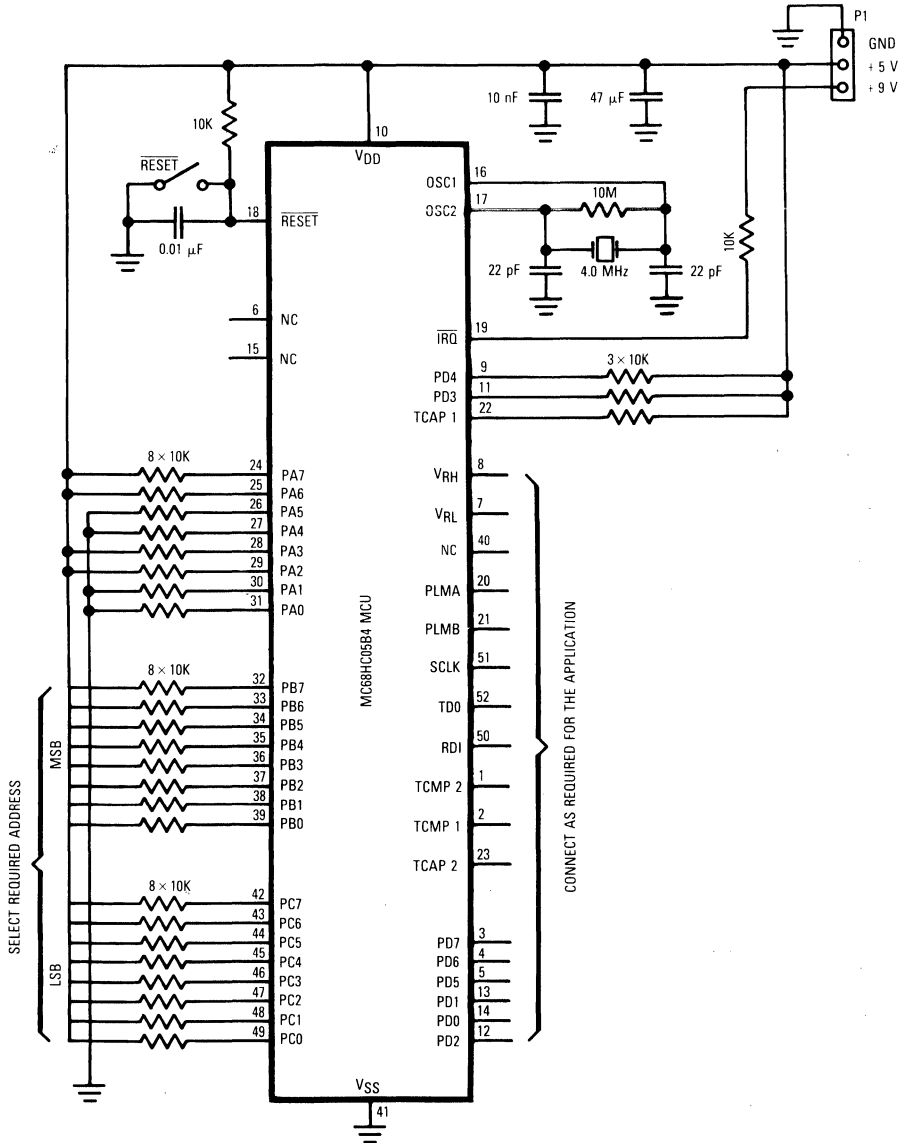 P1
GND
+ 5 V
+ 9 V
10 nF
47 µF
10K
10
VDD
RESET
18
RESET
0.01 µF
16
OSC1
17
OSC2
10M
22 pF
4.0 MHz
22 pF
10K
6
NC
15
NC
19
IRQ
9
PD4
3 × 10K
11
PD3
22
TCAP 1
8 × 10K
24
PA7
25
PA6
26
PA5
27
PA4
28
PA3
29
PA2
30
PA1
31
PA0
8
VRH
7
VRL
40
NC
20
PLMA
21
PLMB
51
SCLK
52
TD0
50
RDI
1
TCMP 2
2
TCMP 1
23
TCAP 2
MC68HC05B4 MCU
CONNECT AS REQUIRED FOR THE APPLICATION
8 × 10K
32
PB7
33
PB6
34
PB5
35
PB4
36
PB3
37
PB2
38
PB1
39
PB0
MSB
SELECT REQUIRED ADDRESS
LSB
8 × 10K
42
PC7
43
PC6
44
PC5
45
PC4
46
PC3
47
PC2
48
PC1
49
PC0
3
PD7
4
PD6
5
PD5
13
PD1
14
PD0
12
PD2
VSS
41